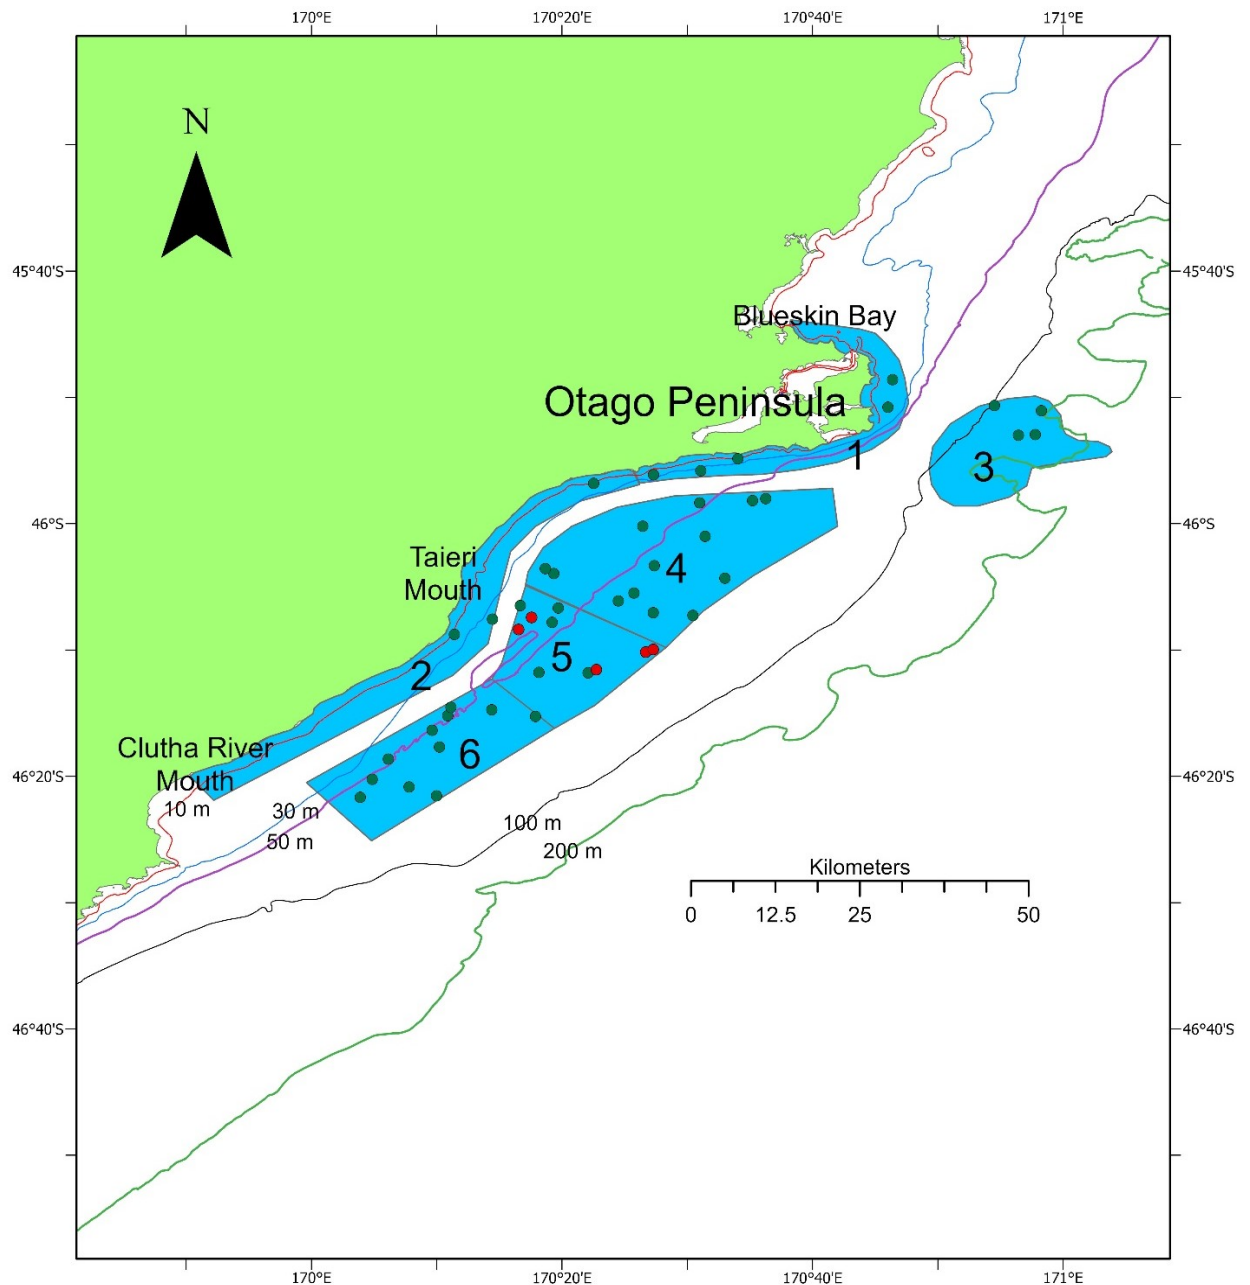 170°E 170°20'E 170°40'E 171°E
N
45°40'S 45°40'S
Blueskin Bay
Otago Peninsula
1
3
46°S 46°S
Taieri
Mouth
4
5
2
Clutha River
Mouth
6
46°20'S 46°20'S
10 m
30 m
50 m
100 m
200 m
Kilometers
0 12.5 25 50
46°40'S 46°40'S
170°E 170°20'E 170°40'E 171°E